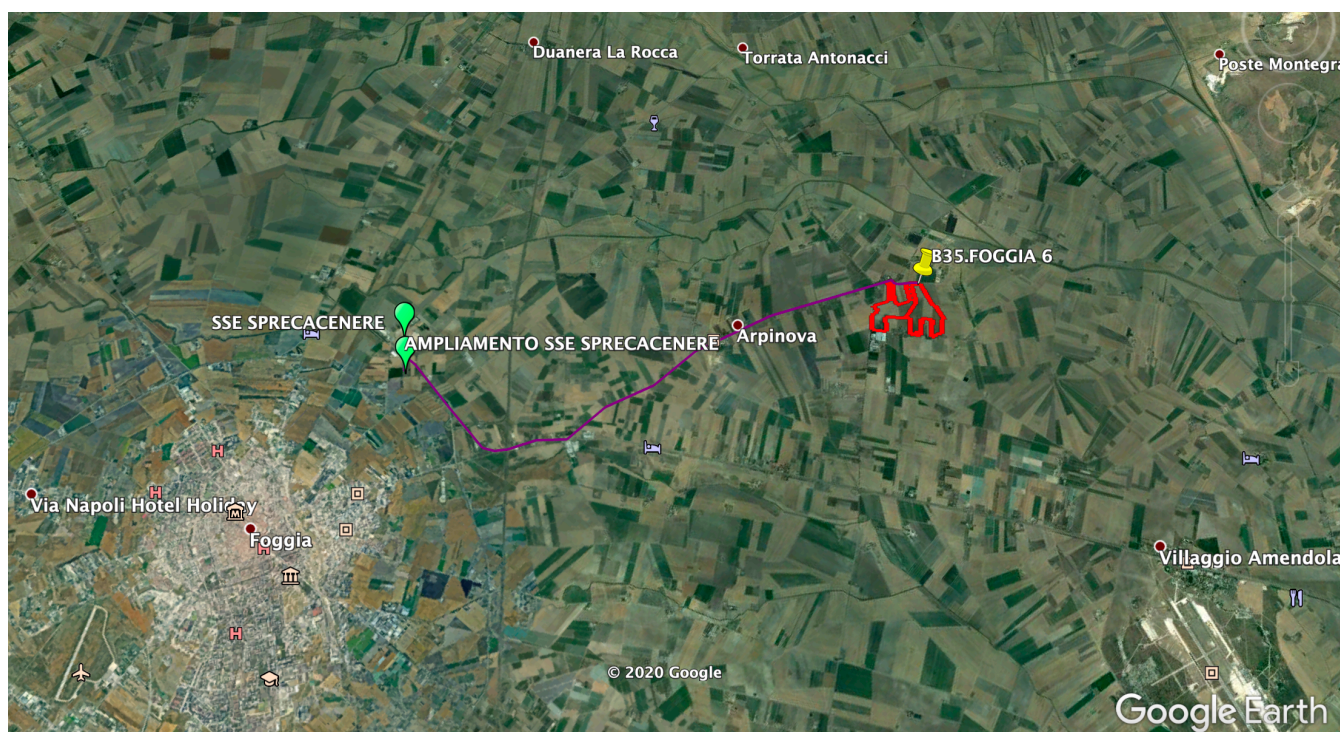 Duanera La Rocca
Torrata Antonacci
Poste Montegra
B35.FOGGIA 6
SSE SPRECACENERE
AMPLIAMENTO SSE SPRECACENERE
Arpinova
H
H
Via Napoli Hotel Holiday
M
Foggia
H
Villaggio Amendola
H
© 2020 Google
Google Earth